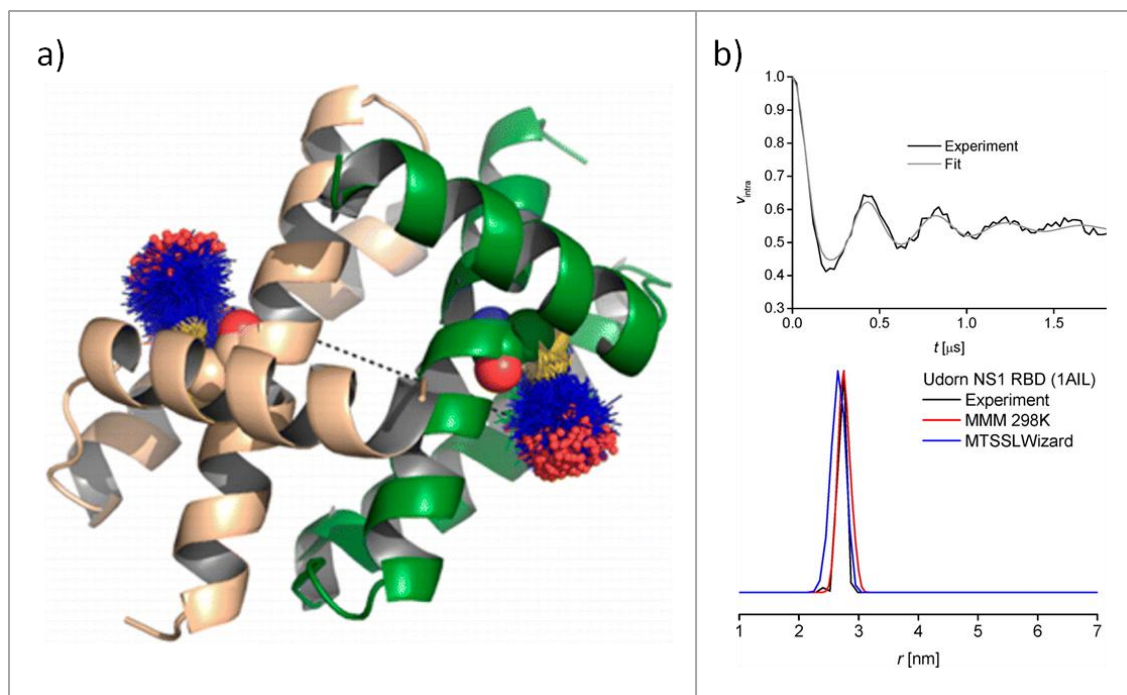 a)
b)
1.0
0.9
0.8
0.7
0.6
0.5
0.4
0.3
v_intra
Experiment
Fit
0.0 0.5 1.0 1.5
t [μs]
Udorn NS1 RBD (1AIL)
Experiment
MMM 298K
MTSSLWizard
1 2 3 4 5 6 7
r [nm]